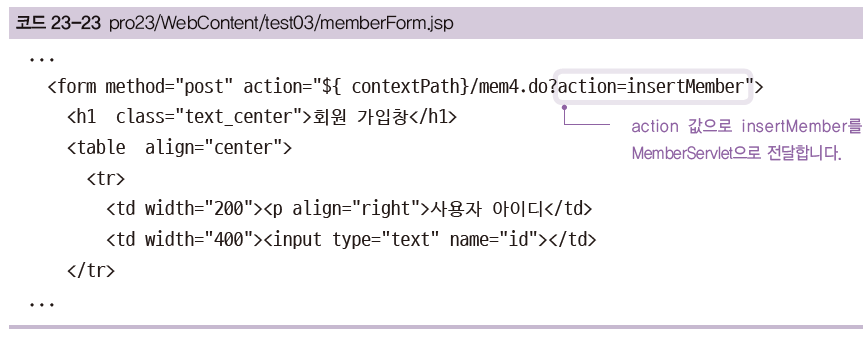 코드 23-23 pro23/WebContent/test03/memberForm.jsp
...
<form method="post" action="${ contextPath}/mem4.do?action=insertMember">
<h1  class="text_center">회원 가입창</h1>
action 값으로 insertMember를
<table  align="center">
MemberServlet으로 전달합니다.
<tr>
<td width="200"><p align="right">사용자 아이디</td>
<td width="400"><input type="text" name="id"></td>
</tr>
...